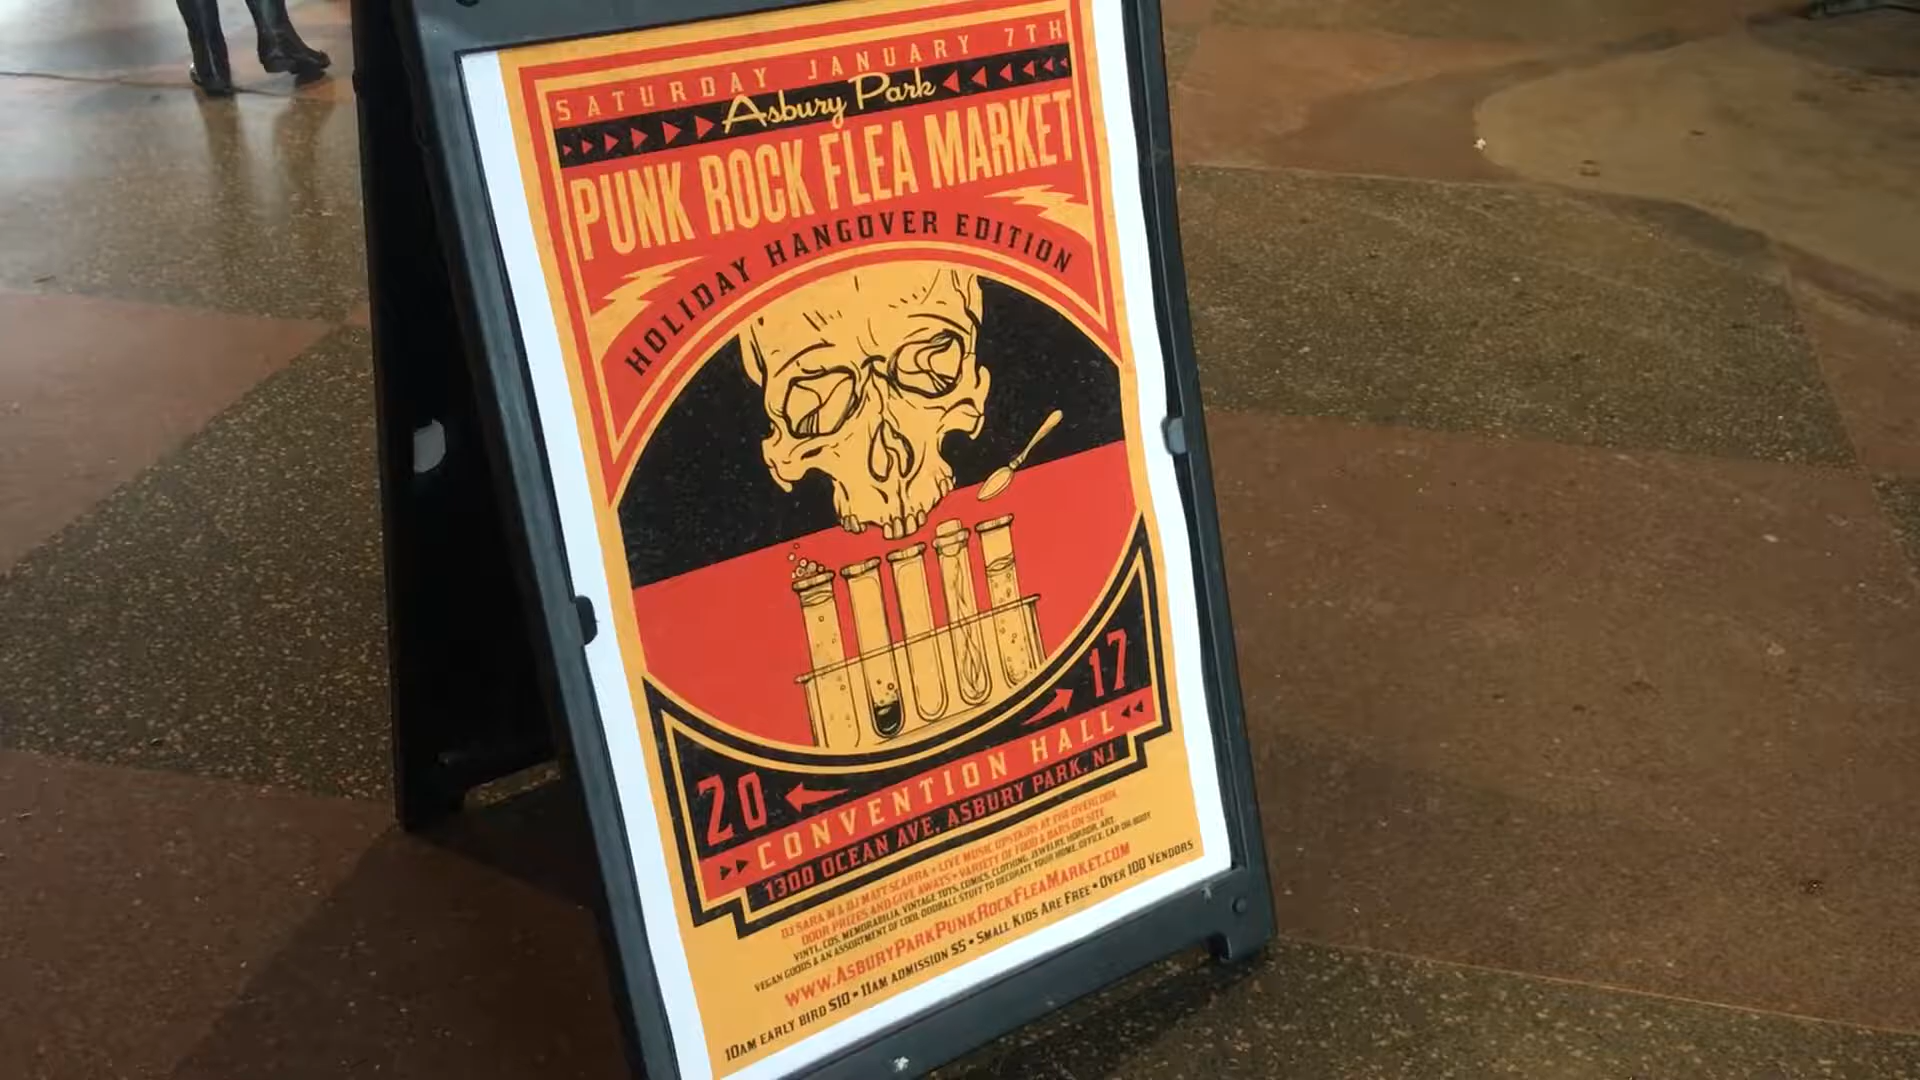 SATURDAY JANUARY 7TH
Asbury Park
PUNK ROCK FLEA MARKET
HOLIDAY HANGOVER EDITION
20 17
CONVENTION HALL
1300 OCEAN AVE, ASBURY PARK, NJ
DJ SARA N & DJ MATT SCARRA • LIVE MUSIC UPSTAIRS AT THE OVERLOOK
DOOR PRIZES AND GIVE AWAYS • VARIETY OF FOOD & BARS ON SITE
VINYL, CDS, MEMORABILIA, VINTAGE TOYS, COMICS, CLOTHING, JEWELRY, HORROR, ART
VEGAN GOODS & AN ASSORTMENT OF COOL ODDBALL STUFF TO DECORATE YOUR HOME, OFFICE, CAR OR BODY
WWW.ASBURYPARKPUNKROCKFLEAMARKET.COM
10AM EARLY BIRD $10 • 11AM ADMISSION $5 • SMALL KIDS ARE FREE • OVER 100 VENDORS